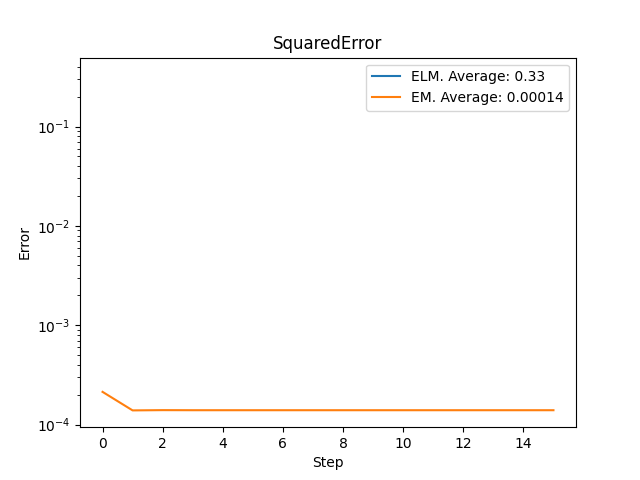 SquaredError
ELM. Average: 0.33
EM. Average: 0.00014
Error
10⁻¹
10⁻²
10⁻³
10⁻⁴
0 2 4 6 8 10 12 14
Step